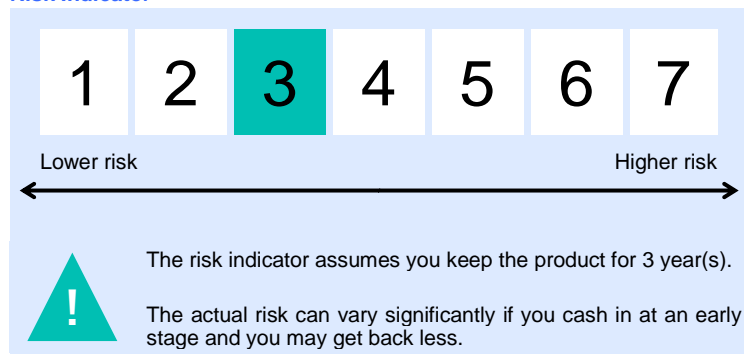 Risk Indicator
1 2 3 4 5 6 7
Lower risk Higher risk
! The risk indicator assumes you keep the product for 3 year(s).
The actual risk can vary significantly if you cash in at an early
stage and you may get back less.